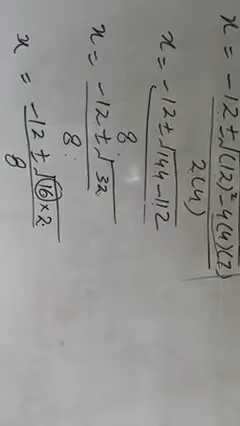 x = -12 ± √(12)² - 4(4)(7) / 2(4)
x = -12 ± √144 - 112 / 8
x = -12 ± √32 / 8
x = -12 ± √16 × 2 / 8